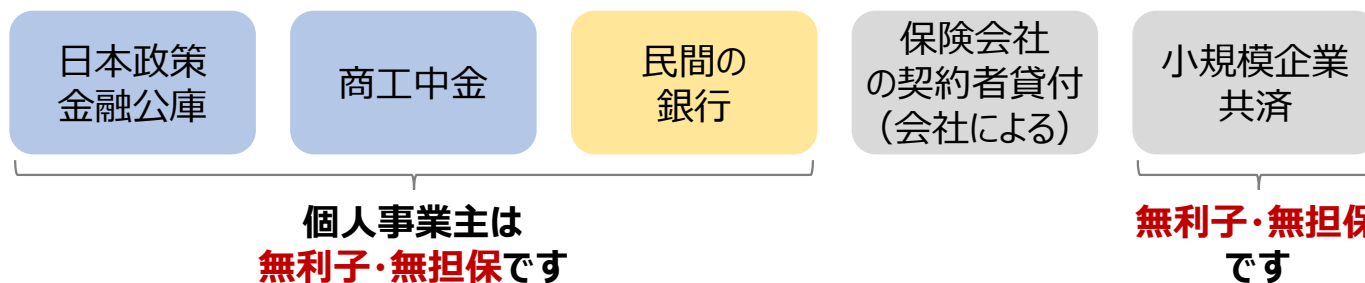 日本政策
金融公庫
商工中金
民間の
銀行
保険会社
の契約者貸付
（会社による）
小規模企業
共済
個人事業主は
無利子・無担保です
無利子・無担保
です